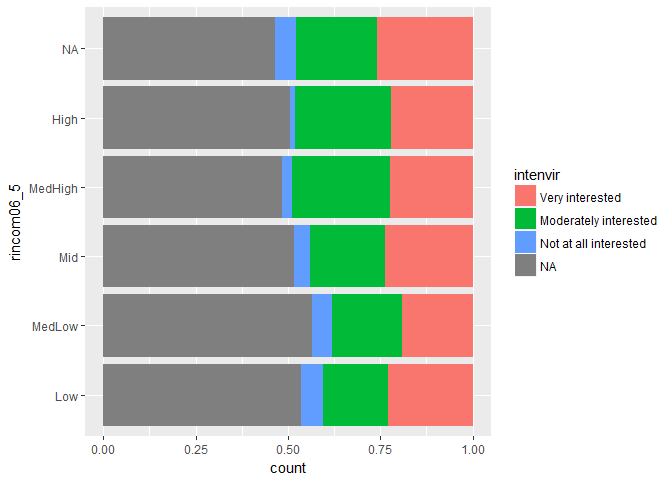 rincom06_5
NA
High
MedHigh
Mid
MedLow
Low
0.00 0.25 0.50 0.75 1.00
count
intenvir
Very interested
Moderately interested
Not at all interested
NA